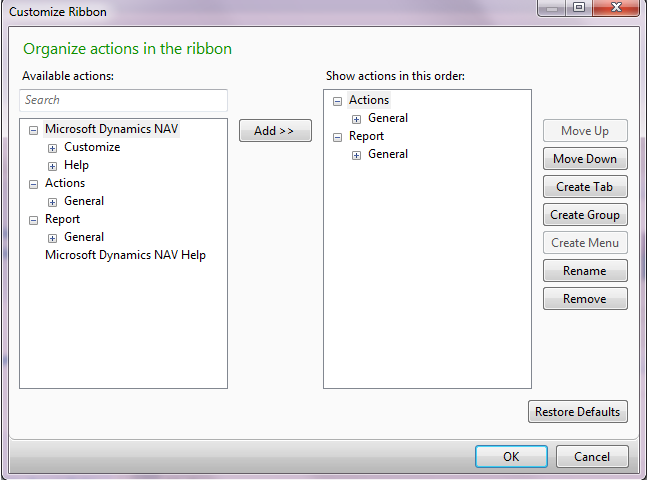 Customize Ribbon
Organize actions in the ribbon
Available actions:
Search
Microsoft Dynamics NAV
Customize
Help
Actions
General
Report
General
Microsoft Dynamics NAV Help
Add >>
Show actions in this order:
Actions
General
Report
General
Move Up
Move Down
Create Tab
Create Group
Create Menu
Rename
Remove
Restore Defaults
OK
Cancel